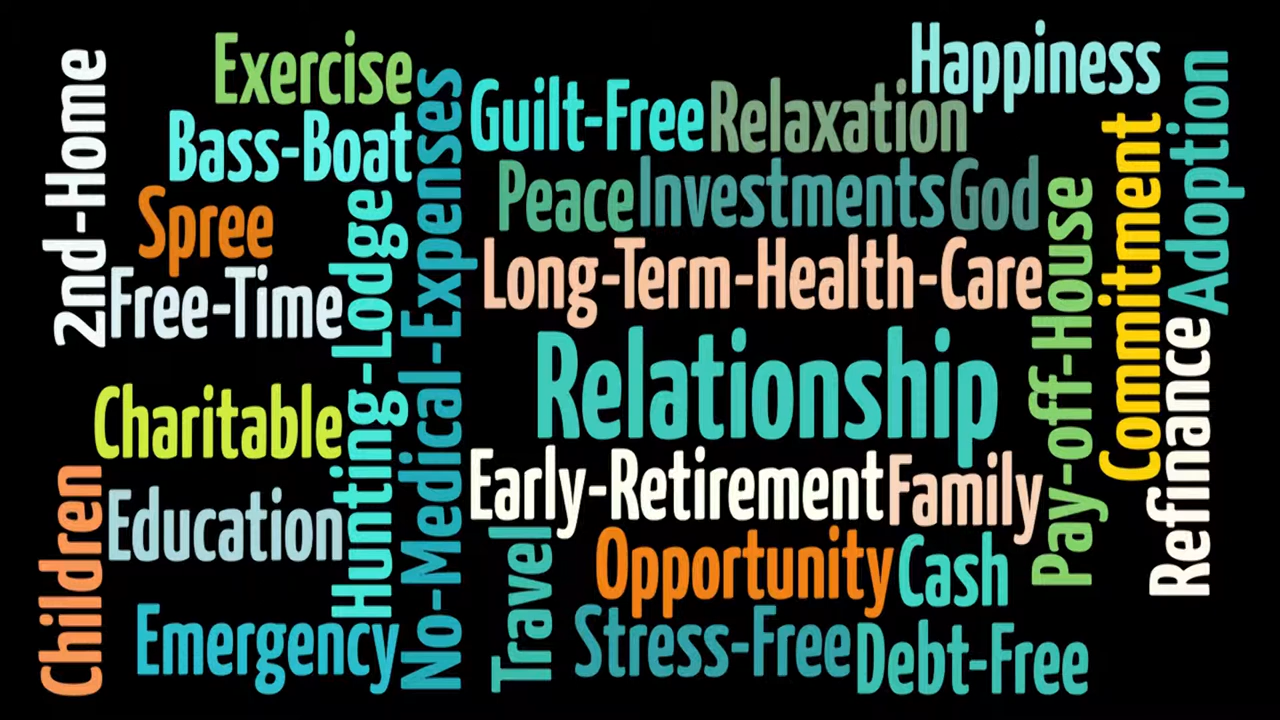 2nd-Home
Exercise
Bass-Boat
Spree
Free-Time
Charitable
Children
Education
Emergency
Hunting-Lodge
No-Medical-Expenses
Guilt-Free
Relaxation
Happiness
Peace
Investments
God
Long-Term-Health-Care
Relationship
Early-Retirement
Family
Travel
Opportunity
Cash
Stress-Free
Debt-Free
Pay-off-House
Commitment
Adoption
Refinance